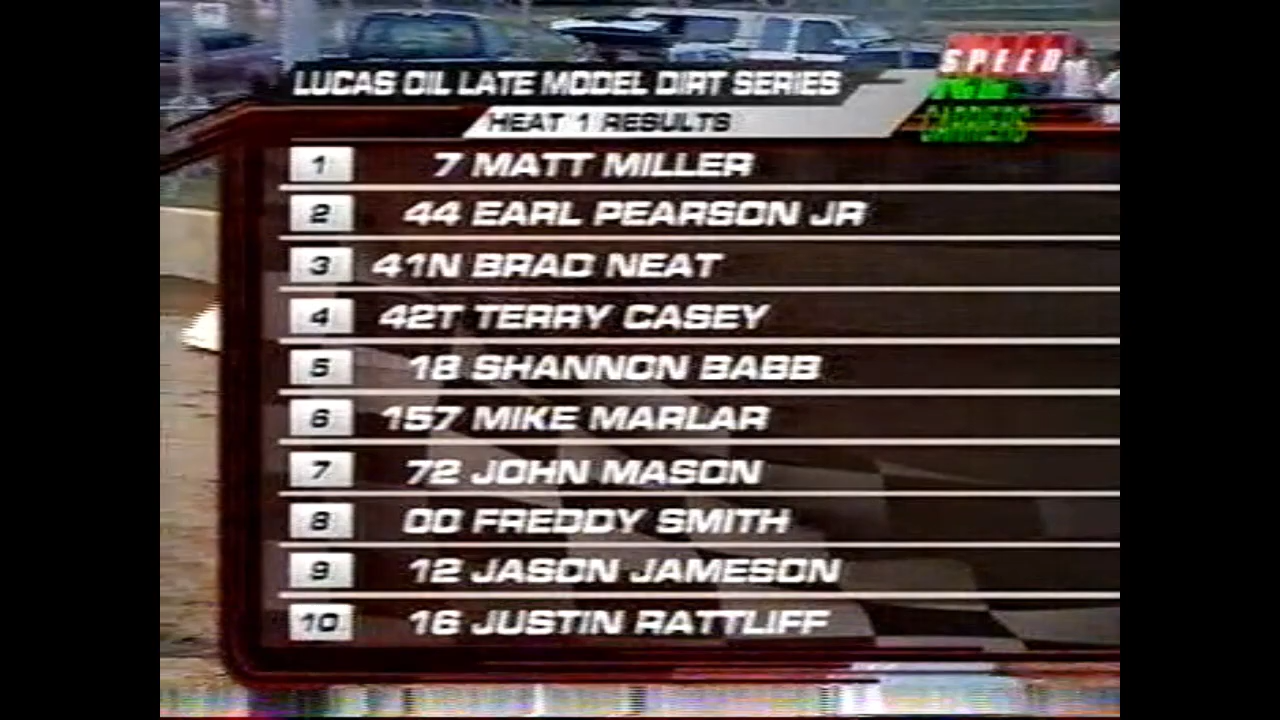 SPEED
LUCAS OIL LATE MODEL DIRT SERIES
HEAT 1 RESULTS
1 7 MATT MILLER
2 44 EARL PEARSON JR
3 41N BRAD NEAT
4 42T TERRY CASEY
5 18 SHANNON BABB
6 157 MIKE MARLAR
7 72 JOHN MASON
8 00 FREDDY SMITH
9 12 JASON JAMESON
10 16 JUSTIN RATTLIFF